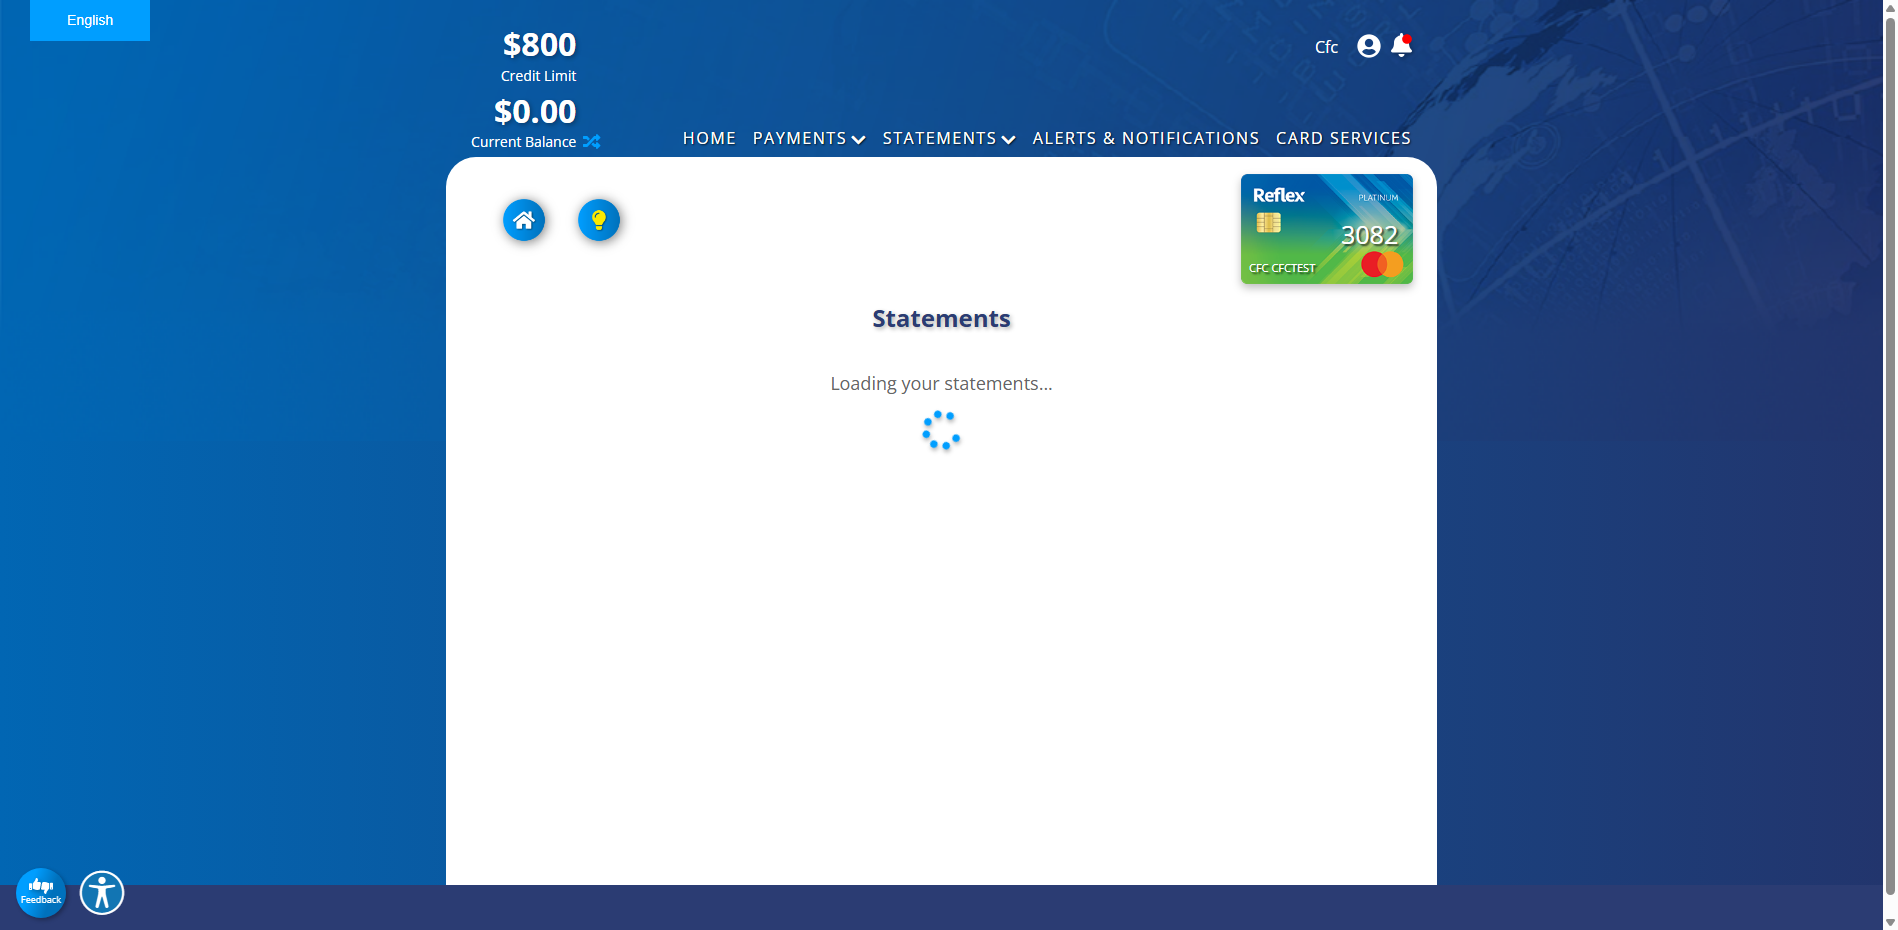 English
$800
Credit Limit
$0.00
Current Balance
Cfc
HOME PAYMENTS STATEMENTS ALERTS & NOTIFICATIONS CARD SERVICES
Reflex
PLATINUM
3082
CFC CFCTEST
Statements
Loading your statements...
Feedback